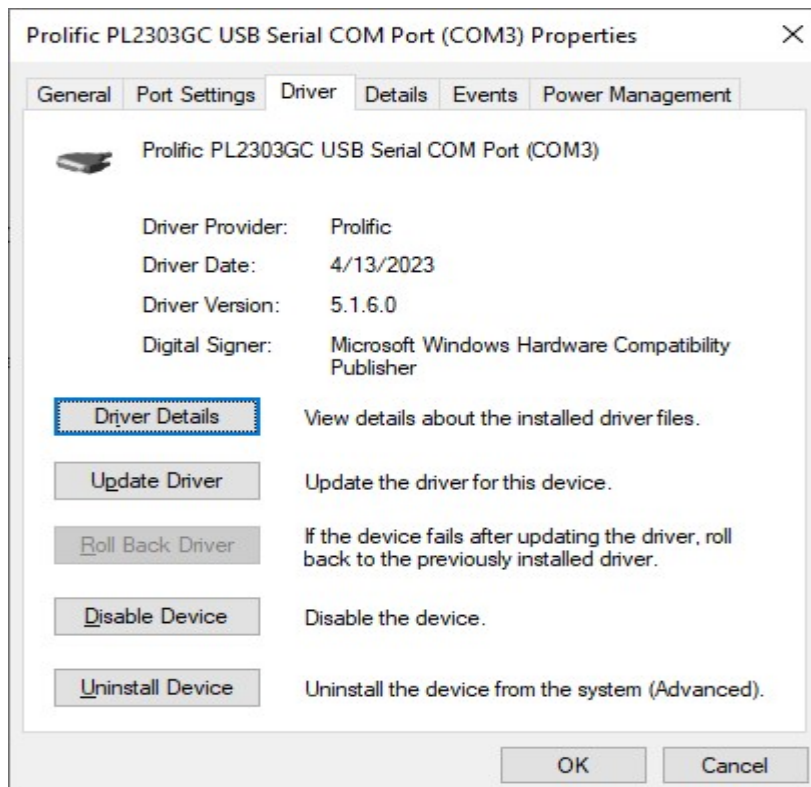 Prolific PL2303GC USB Serial COM Port (COM3) Properties
General Port Settings Driver Details Events Power Management
Prolific PL2303GC USB Serial COM Port (COM3)
Driver Provider: Prolific
Driver Date: 4/13/2023
Driver Version: 5.1.6.0
Digital Signer: Microsoft Windows Hardware Compatibility
Publisher
Driver Details View details about the installed driver files.
Update Driver Update the driver for this device.
Roll Back Driver If the device fails after updating the driver, roll
back to the previously installed driver.
Disable Device Disable the device.
Uninstall Device Uninstall the device from the system (Advanced).
OK Cancel